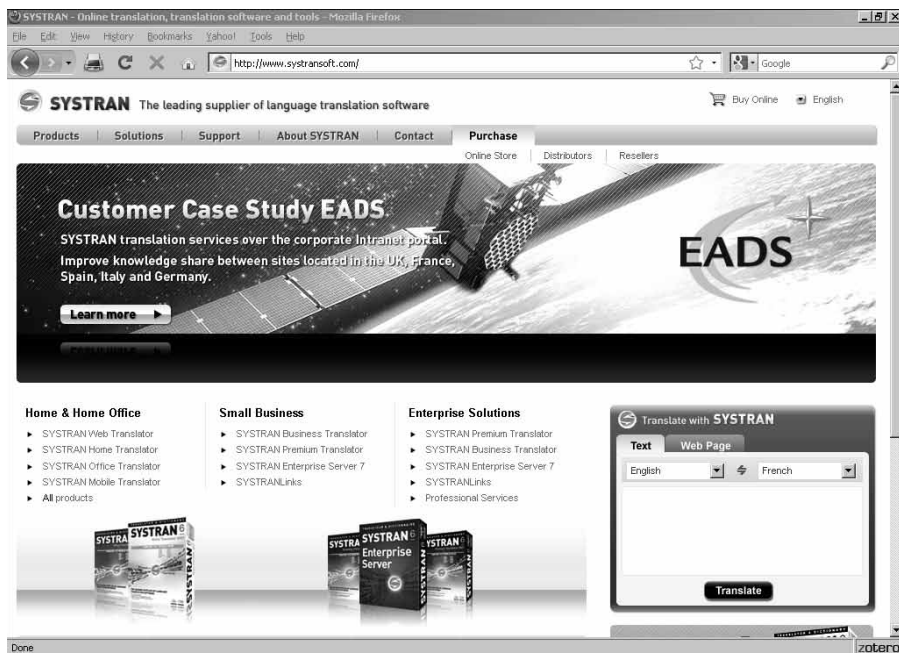 SYSTRAN - Online translation, translation software and tools - Mozilla Firefox
File Edit View History Bookmarks Yahoo! Tools Help
http://www.systransoft.com/
Google
SYSTRAN The leading supplier of language translation software
Buy Online English
Products Solutions Support About SYSTRAN Contact Purchase
Online Store Distributors Resellers
Customer Case Study EADS
SYSTRAN translation services over the corporate Intranet portal.
Improve knowledge share between sites located in the UK, France,
Spain, Italy and Germany.
EADS
Learn more
Home & Home Office
SYSTRAN Web Translator
SYSTRAN Home Translator
SYSTRAN Office Translator
SYSTRAN Mobile Translator
All products
Small Business
SYSTRAN Business Translator
SYSTRAN Premium Translator
SYSTRAN Enterprise Server 7
SYSTRANLinks
Enterprise Solutions
SYSTRAN Premium Translator
SYSTRAN Business Translator
SYSTRAN Enterprise Server 7
SYSTRANLinks
Professional Services
Translate with SYSTRAN
Text Web Page
English French
Translate
SYSTRAN 6
SYSTRAN 6
Enterprise
Server
Done
zotero